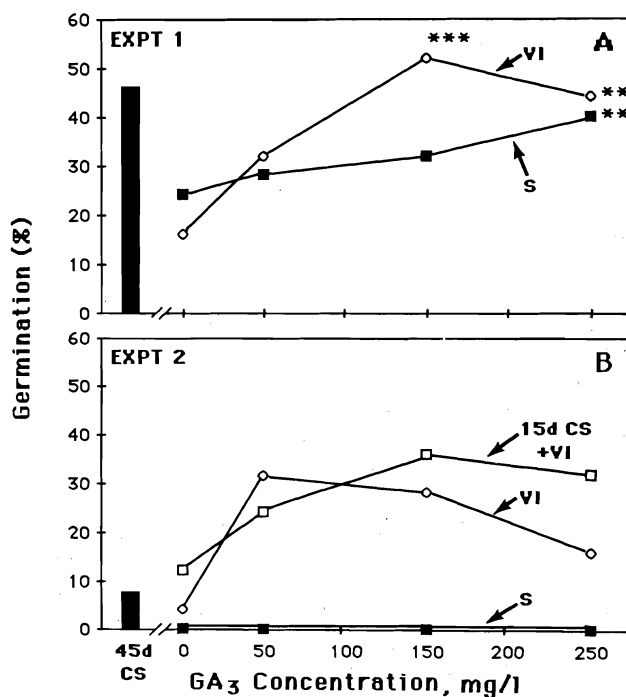 EXPT 1
A
60
50
40
30
20
10
0
***
VI
**
**
S
Germination (%)
EXPT 2
B
60
50
40
30
20
10
0
15d CS
+VI
VI
S
45d
CS
0 50 100 150 200 250
GA3 Concentration, mg/l